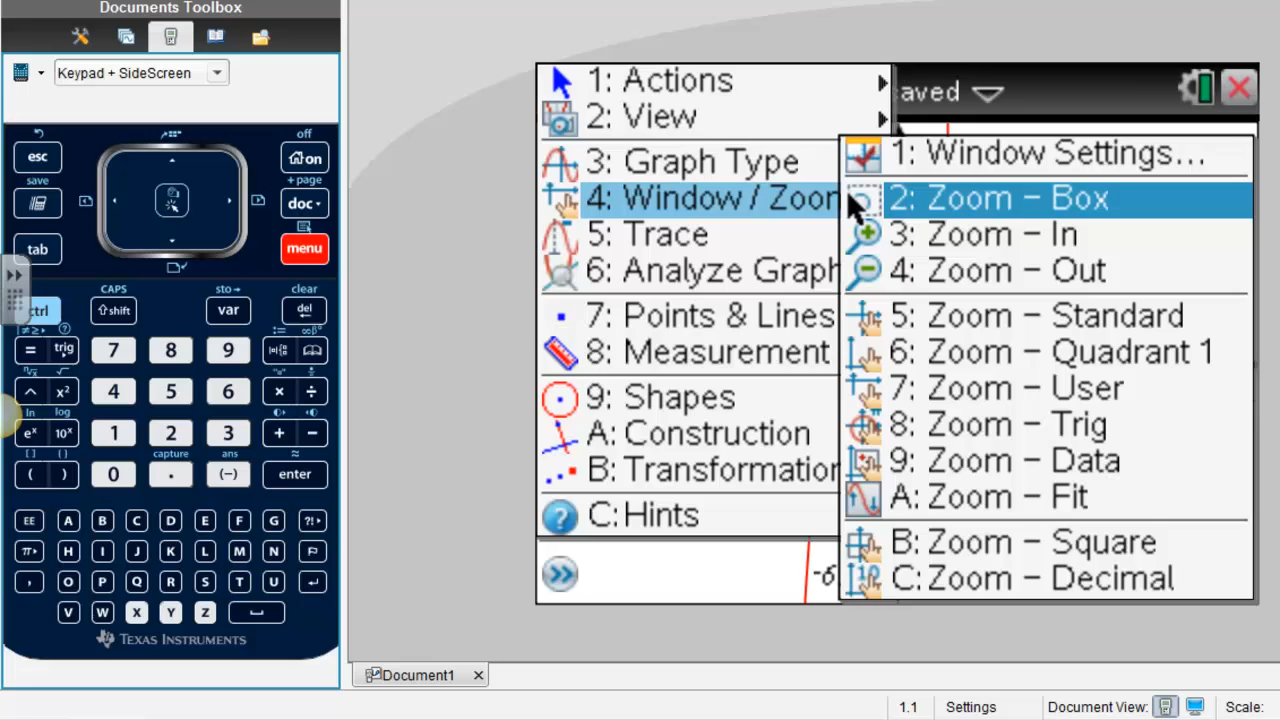 Documents Toolbox
Keypad + SideScreen
off
esc
on
save
+ page
doc
tab
menu
CAPS
sto→
clear
ctrl
⇧shift
var
del
= trig 7 8 9
^ x² 4 5 6 × ÷
ln log
eˣ 10ˣ 1 2 3 + −
[ ] { } capture ans ≈
( ) 0 . (−) enter
EE A B C D E F G ?!▸
π▸ H I J K L M N
, O P Q R S T U ↵
V W X Y Z
TEXAS INSTRUMENTS
1: Actions
2: View
3: Graph Type
4: Window / Zoom
5: Trace
6: Analyze Graph
7: Points & Lines
8: Measurement
9: Shapes
A: Construction
B: Transformation
C: Hints
aved
1: Window Settings...
2: Zoom – Box
3: Zoom – In
4: Zoom – Out
5: Zoom – Standard
6: Zoom – Quadrant 1
7: Zoom – User
8: Zoom – Trig
9: Zoom – Data
A: Zoom – Fit
B: Zoom – Square
C: Zoom – Decimal
-6
Document1
1.1 Settings Document View: Scale: